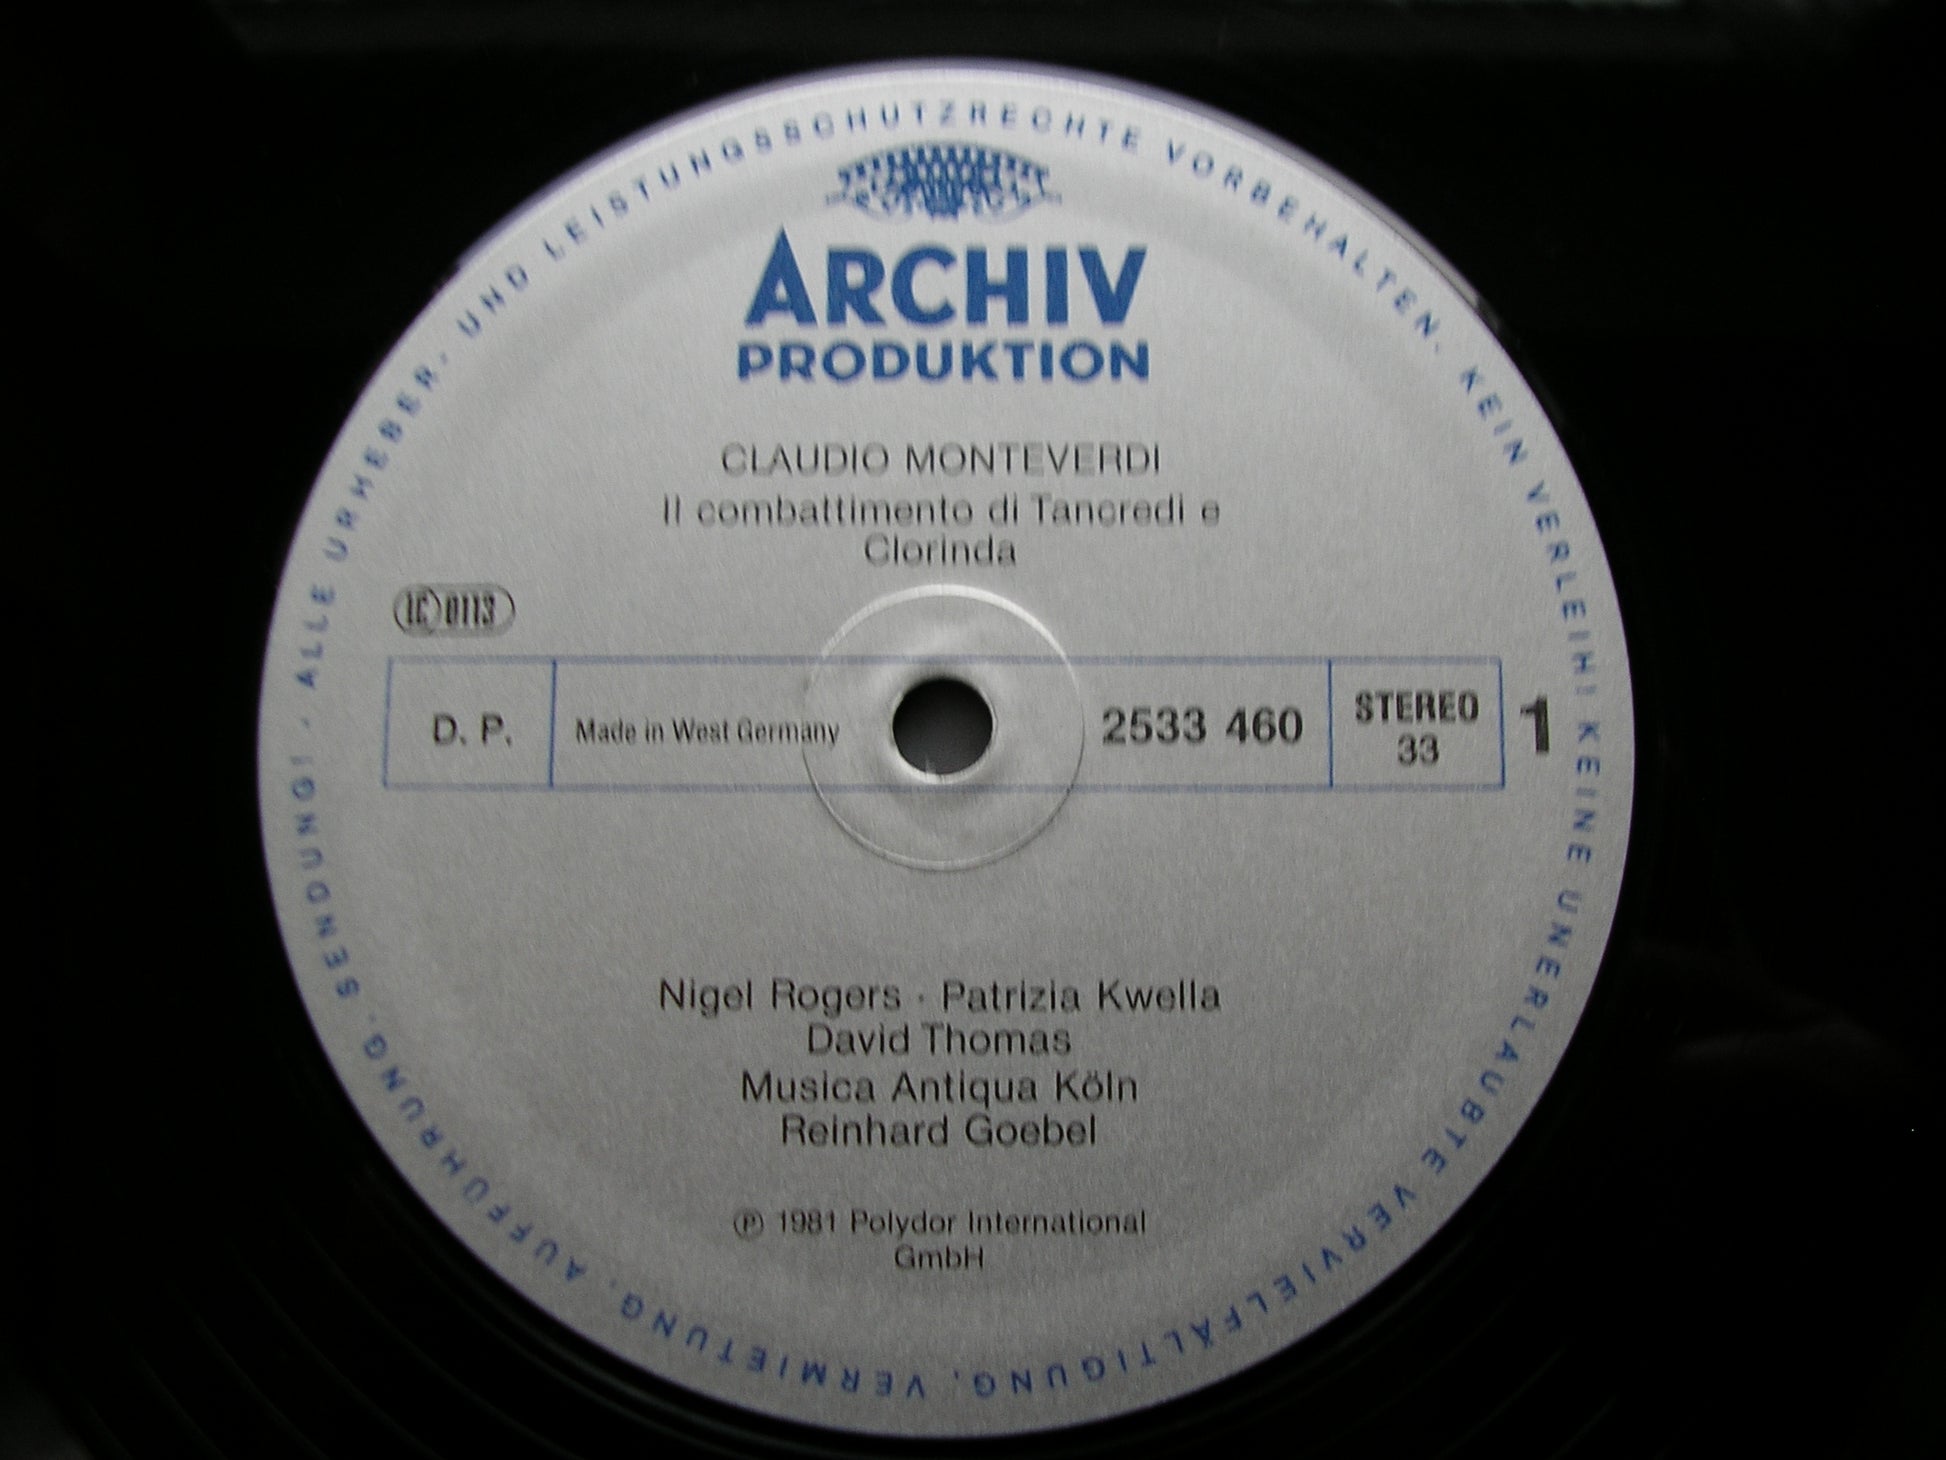 ALLE URHEBER- UND LEISTUNGSSCHUTZRECHTE VORBEHALTEN. KEIN VERLEIH! KEINE UNERLAUBTE VERVIELFÄLTIGUNG, VERMIETUNG, AUFFÜHRUNG, SENDUNG! ·
ARCHIV
PRODUKTION
CLAUDIO MONTEVERDI
Il combattimento di Tancredi e
Clorinda
LC 0113
D. P. Made in West Germany 2533 460 STEREO 33 1
Nigel Rogers · Patrizia Kwella
David Thomas
Musica Antiqua Köln
Reinhard Goebel
℗ 1981 Polydor International
GmbH